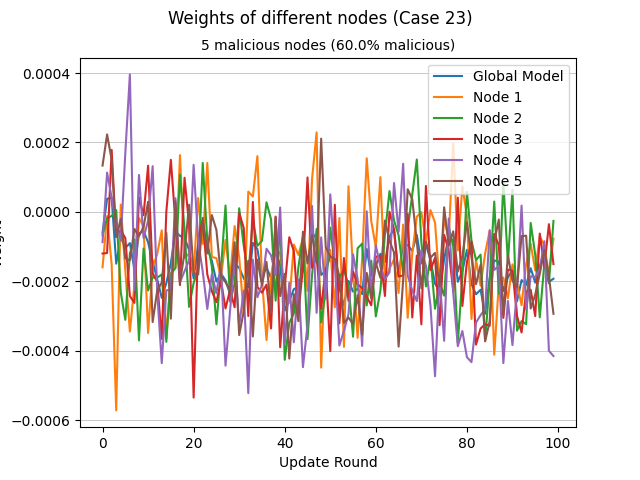 Weights of different nodes (Case 23)
5 malicious nodes (60.0% malicious)
Global Model
Node 1
Node 2
Node 3
Node 4
Node 5
0.0004
0.0002
0.0000
−0.0002
−0.0004
−0.0006
0
20
40
60
80
100
Update Round